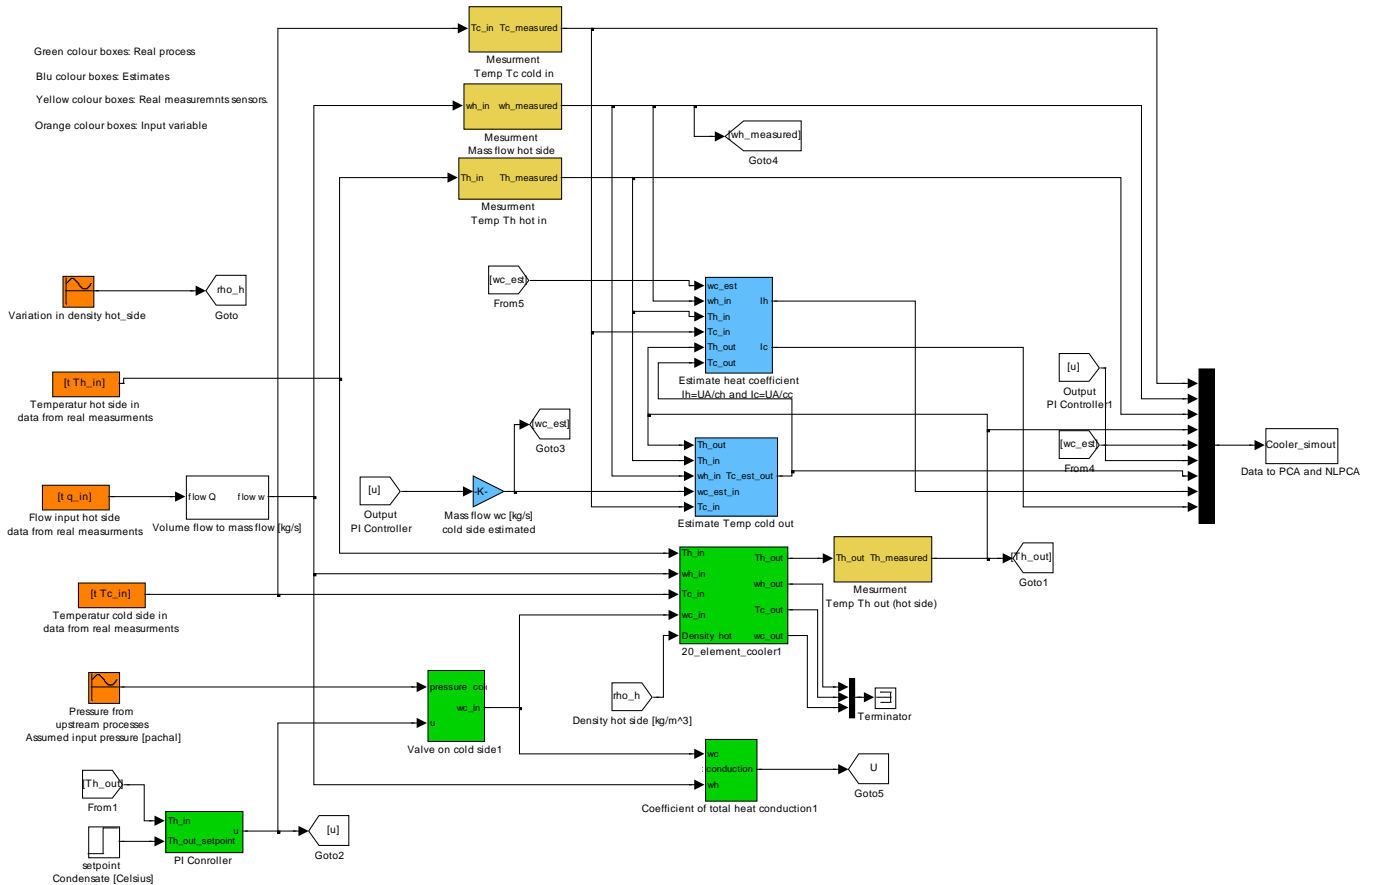 Green colour boxes: Real process
Blu colour boxes: Estimates
Yellow colour boxes: Real measuremnts sensors.
Orange colour boxes: Input variable
Tc_in Tc_measured
Mesurment
Temp Tc cold in
wh_in wh_measured
Mesurment
Mass flow hot side
[wh_measured]
Goto4
Th_in Th_measured
Mesurment
Temp Th hot in
Variation in density hot_side
rho_h
Goto
[wc_est]
From5
wc_est
wh_in
Th_in
Tc_in
Th_out
Tc_out
Ih
Ic
Estimate heat coefficient
Ih=UA/ch and Ic=UA/cc
[t Th_in]
Temperatur hot side in
data from real measurments
[u]
Output
PI Controller1
[wc_est]
From4
Cooler_simout
Data to PCA and NLPCA
[wc_est]
Goto3
Th_out
Th_in
wh_in
wc_est_in
Tc_in
Tc_est_out
Estimate Temp cold out
[t q_in]
Flow input hot side
data from real measurments
flow Q flow w
Volume flow to mass flow [kg/s]
[u]
Output
PI Controller
-K-
Mass flow wc [kg/s]
cold side estimated
Th_in
wh_in
Tc_in
wc_in
Density hot
Th_out
wh_out
Tc_out
wc_out
20_element_cooler1
Th_out Th_measured
Mesurment
Temp Th out (hot side)
[Th_out]
Goto1
[t Tc_in]
Temperatur cold side in
data from real measurments
Pressure from
upstream processes
Assumed input pressure [pachal]
pressure cold
wc_in
u
Valve on cold side1
rho_h
Density hot side [kg/m^3]
Terminator
wc
:conduction
wh
Coefficient of total heat conduction1
U
Goto5
[Th_out]
From1
setpoint
Condensate [Celsius]
Th_in
u
Th_out_setpoint
PI Conroller
[u]
Goto2